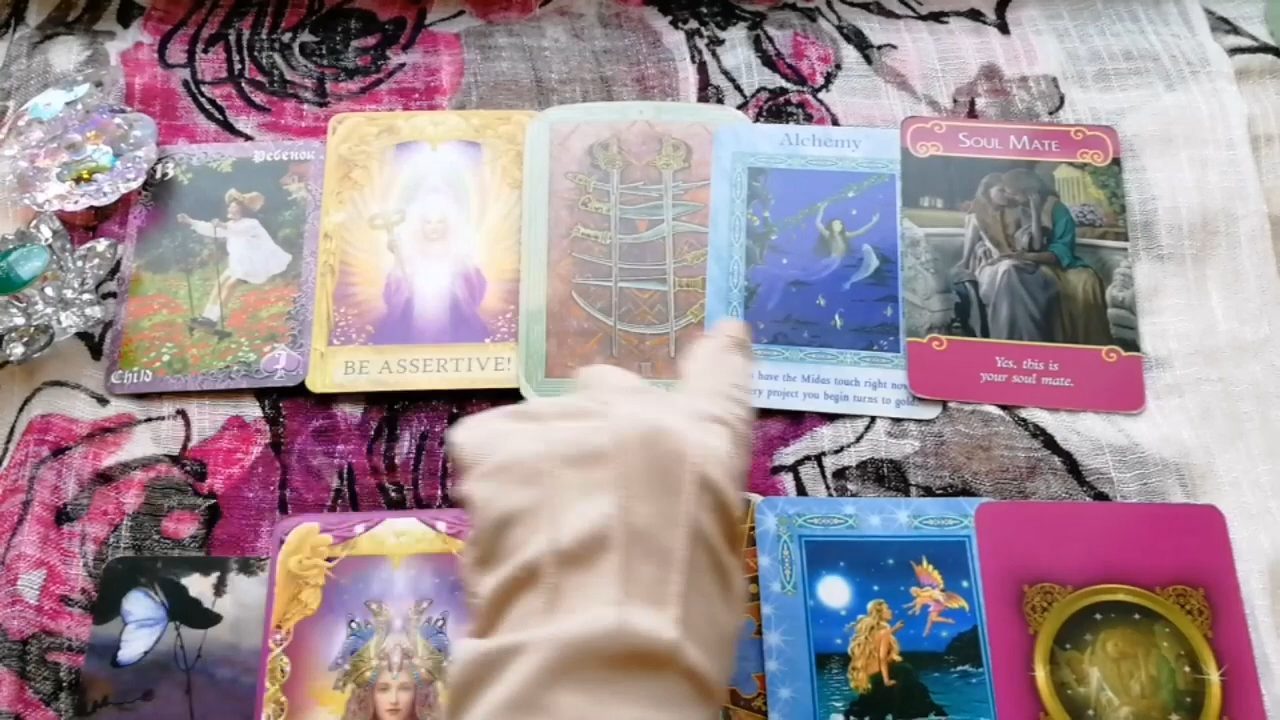 Ребенок
13
Child
BE ASSERTIVE!
Alchemy
have the Midas touch right now
project you begin turns to gold.
SOUL MATE
Yes, this is
your soul mate.